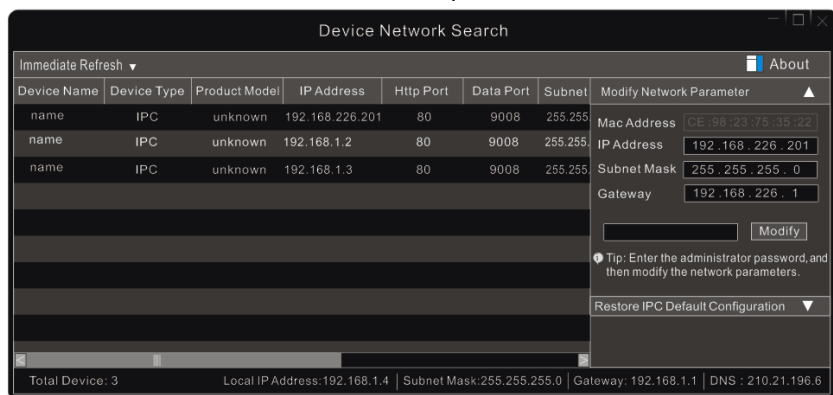 Device Network Search
Immediate Refresh
About
Device Name Device Type Product Model IP Address Http Port Data Port Subnet
name IPC unknown 192.168.226.201 80 9008 255.255.
name IPC unknown 192.168.1.2 80 9008 255.255.
name IPC unknown 192.168.1.3 80 9008 255.255.
Modify Network Parameter
Mac Address CE :98 :23 :75 :35 :22
IP Address 192 .168 .226 . 201
Subnet Mask 255 . 255 . 255 . 0
Gateway 192 .168 .226 . 1
Modify
Tip: Enter the administrator password, and
then modify the network parameters.
Restore IPC Default Configuration
Total Device: 3 Local IP Address:192.168.1.4 Subnet Mask:255.255.255.0 Gateway: 192.168.1.1 DNS : 210.21.196.6